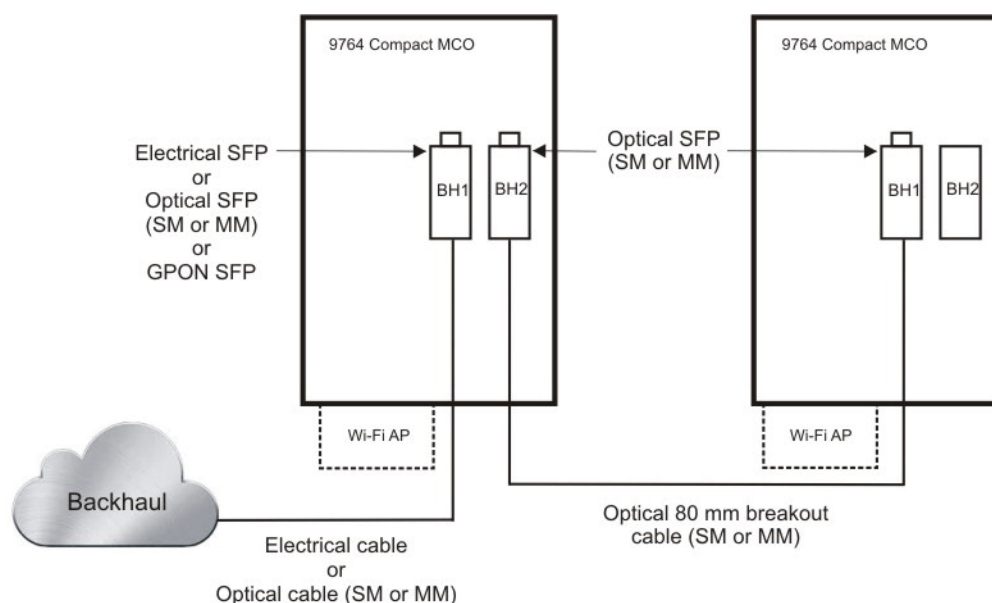 9764 Compact MCO
Electrical SFP
or
Optical SFP
(SM or MM)
or
GPON SFP
BH1
BH2
Optical SFP
(SM or MM)
9764 Compact MCO
BH1
BH2
Wi-Fi AP
Wi-Fi AP
Backhaul
Electrical cable
or
Optical cable (SM or MM)
Optical 80 mm breakout
cable (SM or MM)